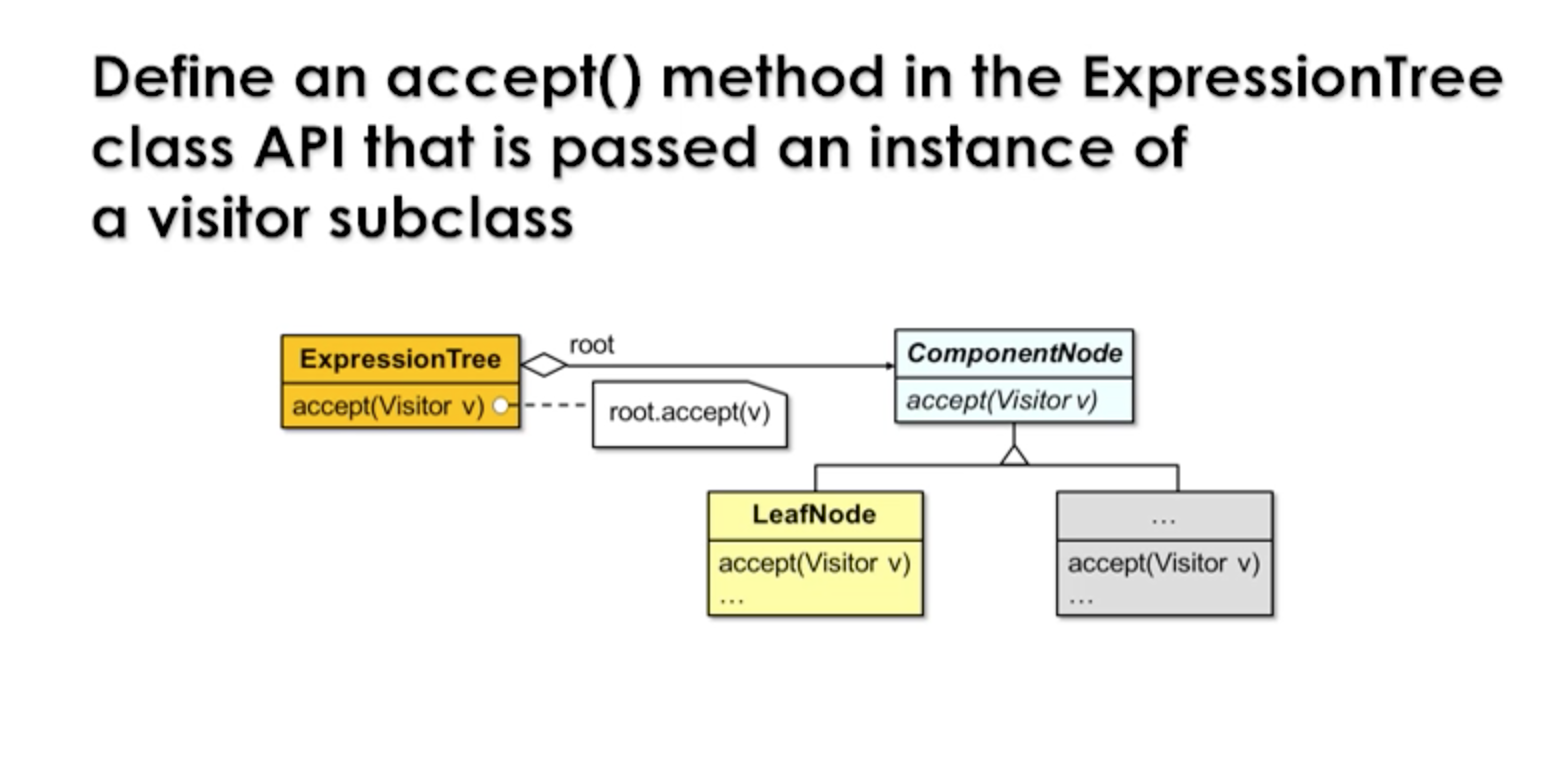 Define an accept() method in the ExpressionTree
class API that is passed an instance of
a visitor subclass
ExpressionTree
accept(Visitor v)
root
root.accept(v)
ComponentNode
accept(Visitor v)
LeafNode
accept(Visitor v)
...
...
accept(Visitor v)
...